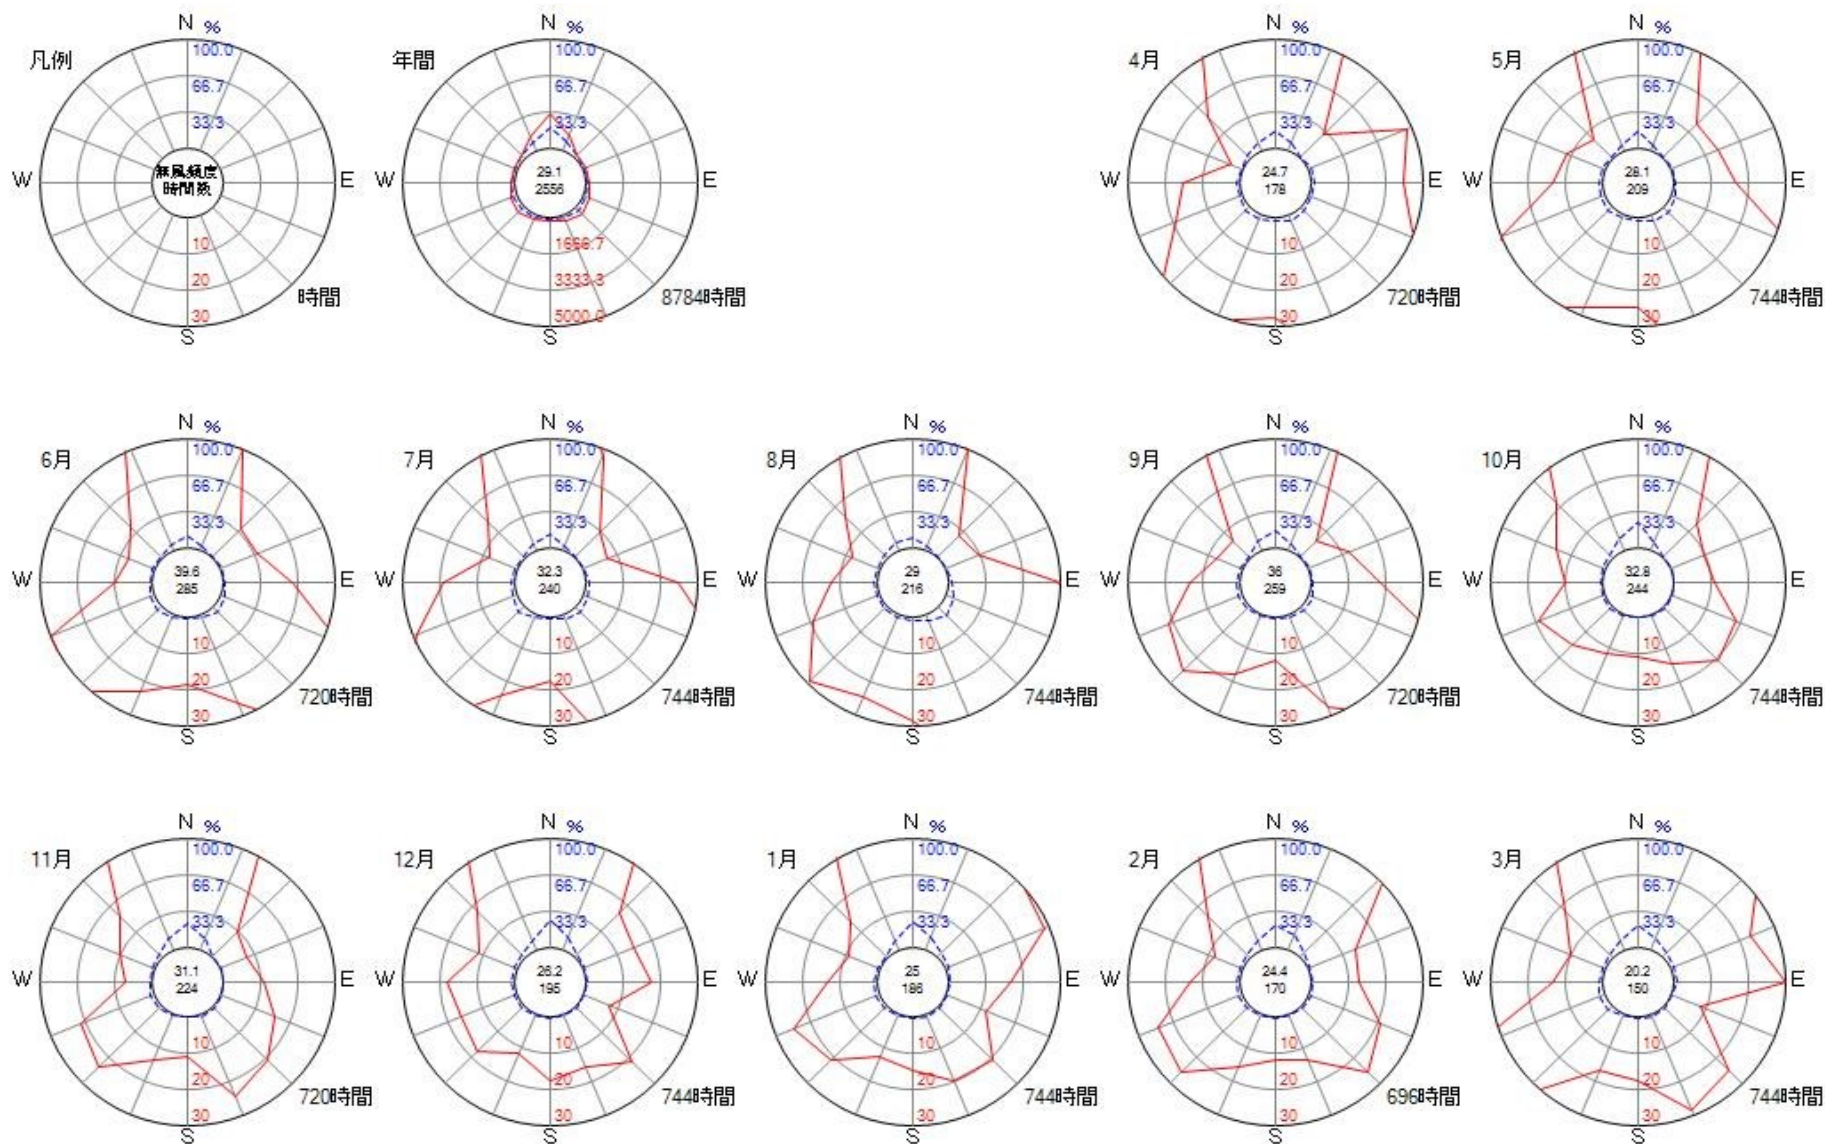 凡例
N %
100.0
66.7
33.3
W
無風頻度
時間数
E
10
20
30
時間
S
年間
N %
100.0
66.7
33.3
W
29.1
2556
E
1666.7
3333.3
5000.0
8784時間
S
4月
N %
100.0
66.7
33.3
W
24.7
178
E
10
20
30
720時間
S
5月
N %
100.0
66.7
33.3
W
28.1
209
E
10
20
30
744時間
S
6月
N %
100.0
66.7
33.3
W
39.6
285
E
10
20
30
720時間
S
7月
N %
100.0
66.7
33.3
W
32.3
240
E
10
20
30
744時間
S
8月
N %
100.0
66.7
33.3
W
29
216
E
10
20
30
744時間
S
9月
N %
100.0
66.7
33.3
W
36
259
E
10
20
30
720時間
S
10月
N %
100.0
66.7
33.3
W
32.8
244
E
10
20
30
744時間
S
11月
N %
100.0
66.7
33.3
W
31.1
224
E
10
20
30
720時間
S
12月
N %
100.0
66.7
33.3
W
26.2
195
E
10
20
30
744時間
S
1月
N %
100.0
66.7
33.3
W
25
186
E
10
20
30
744時間
S
2月
N %
100.0
66.7
33.3
W
24.4
170
E
10
20
30
696時間
S
3月
N %
100.0
66.7
33.3
W
20.2
150
E
10
20
30
744時間
S